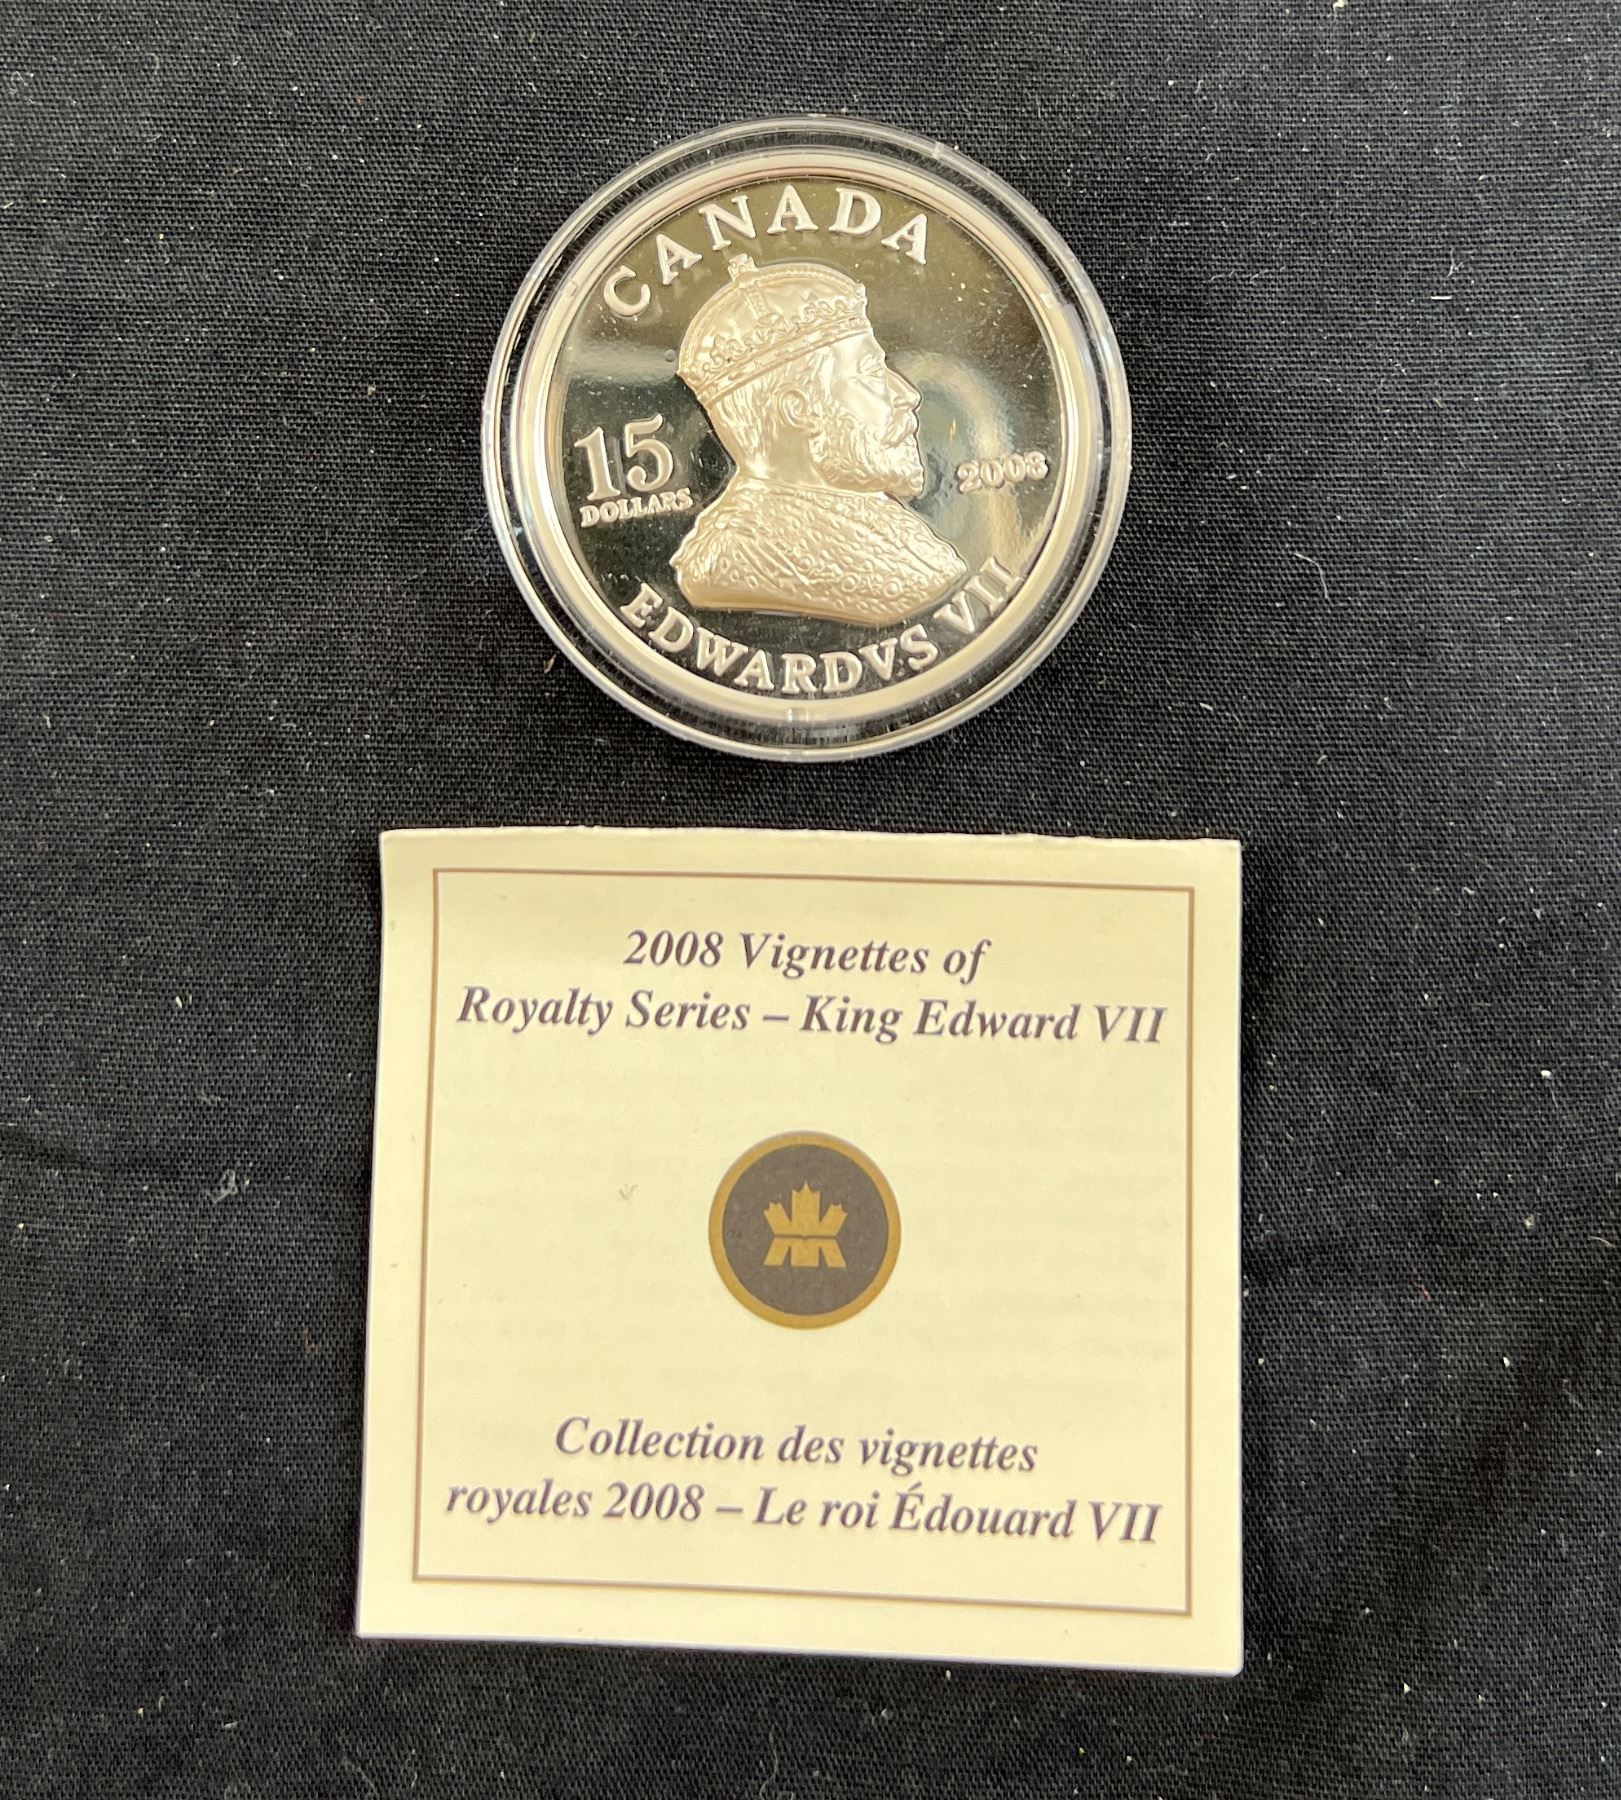 CANADA
15
DOLLARS
2008
EDWARDVS VII
2008 Vignettes of
Royalty Series – King Edward VII
Collection des vignettes
royales 2008 – Le roi Édouard VII